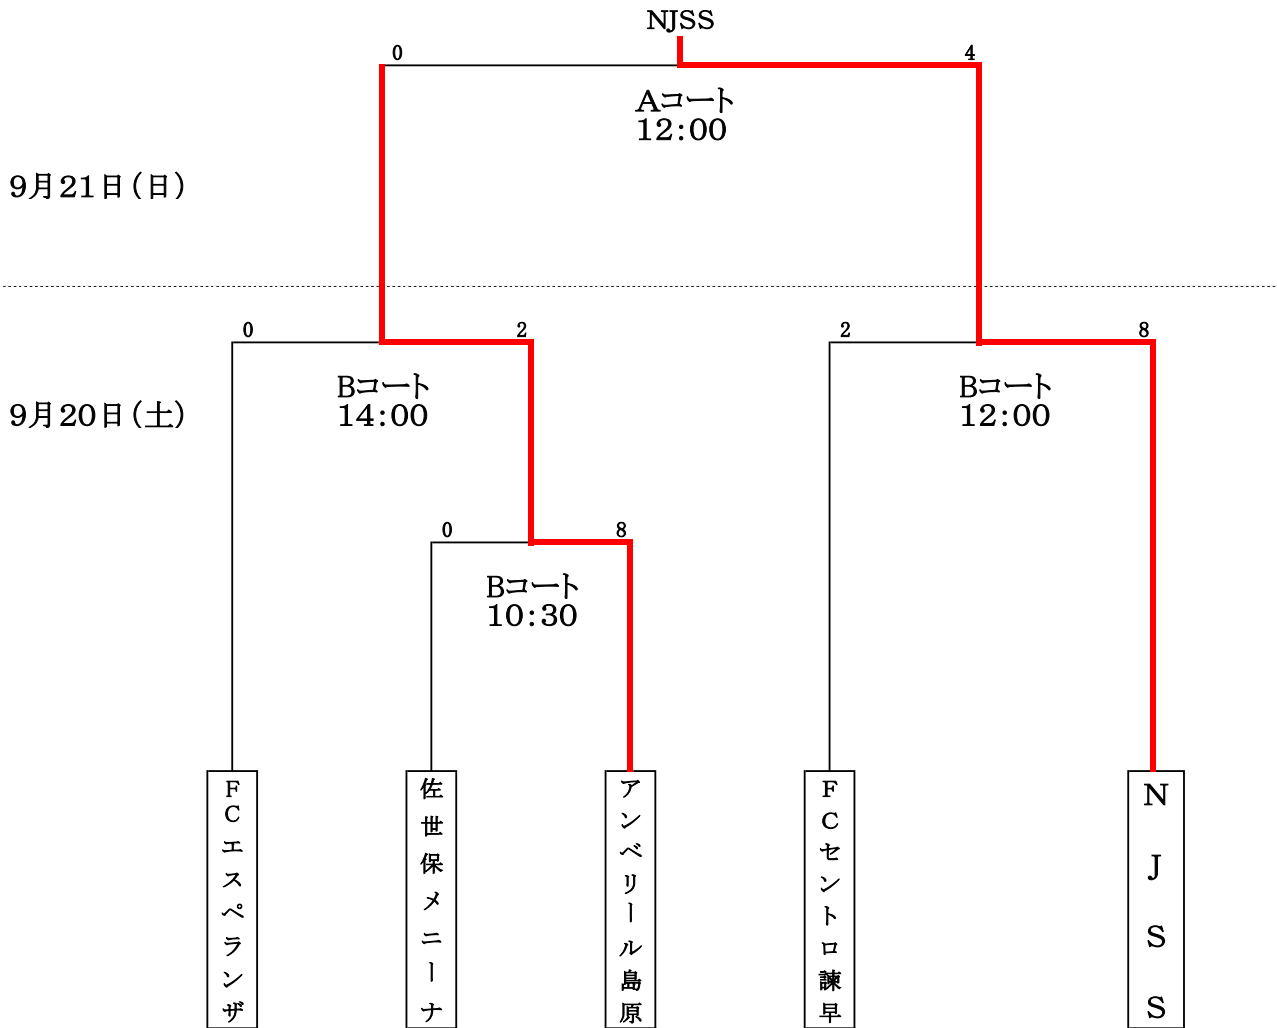 NJSS
0
4
Aコート
12:00
9月21日(日)
0
2
2
8
Bコート
14:00
Bコート
12:00
9月20日(土)
0
8
Bコート
10:30
FCエスペランザ
佐世保メニーナ
アンベリール島原
FCセントロ諫早
NJSS